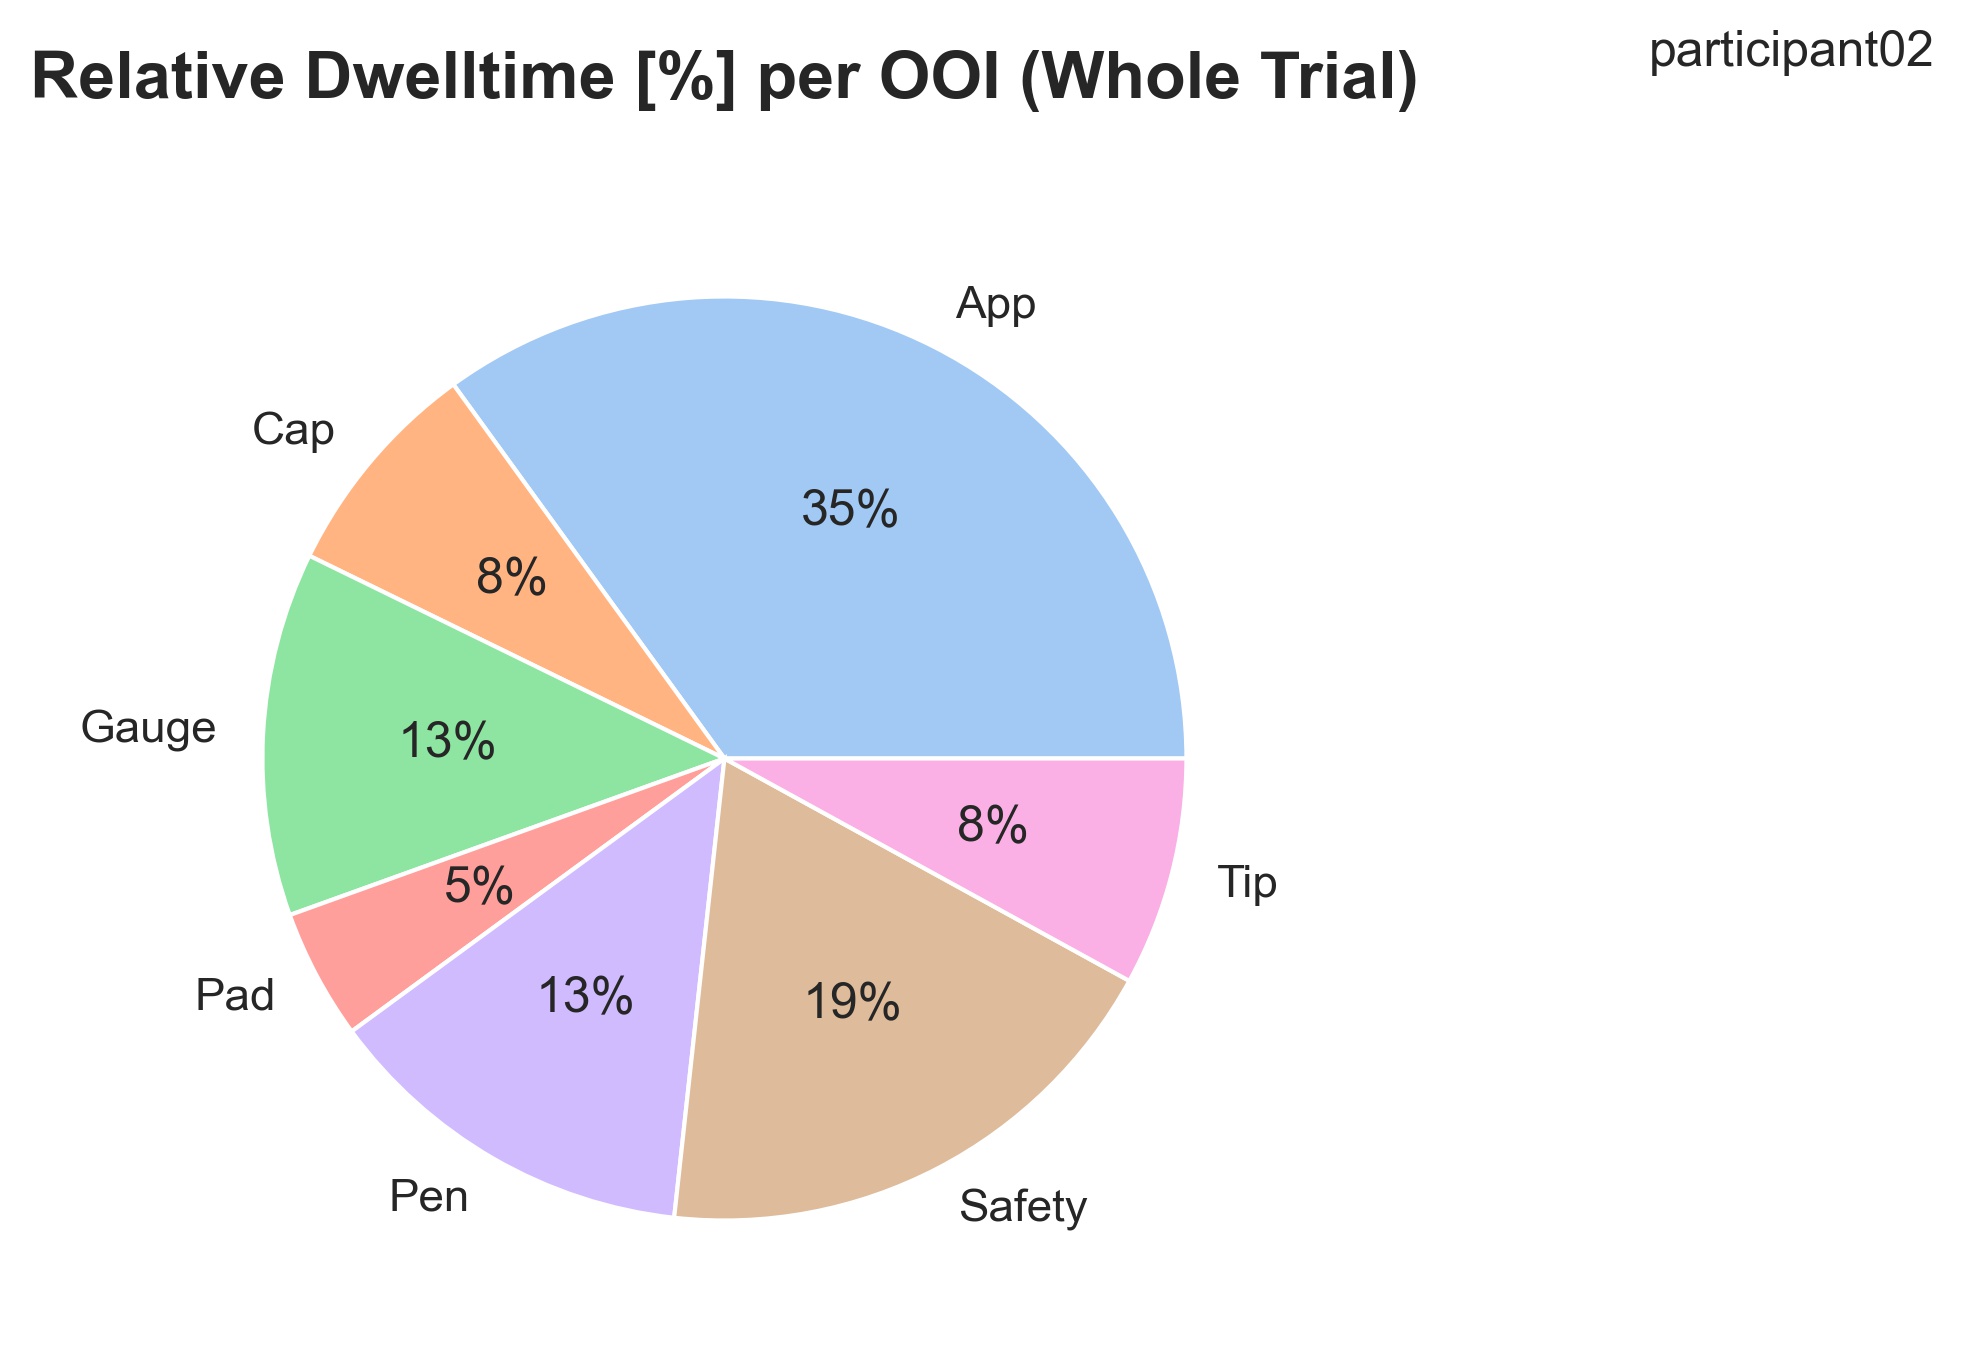 Relative Dwelltime [%] per OOI (Whole Trial)
participant02
App
35%
Cap
8%
Gauge
13%
Pad
5%
Pen
13%
Safety
19%
Tip
8%